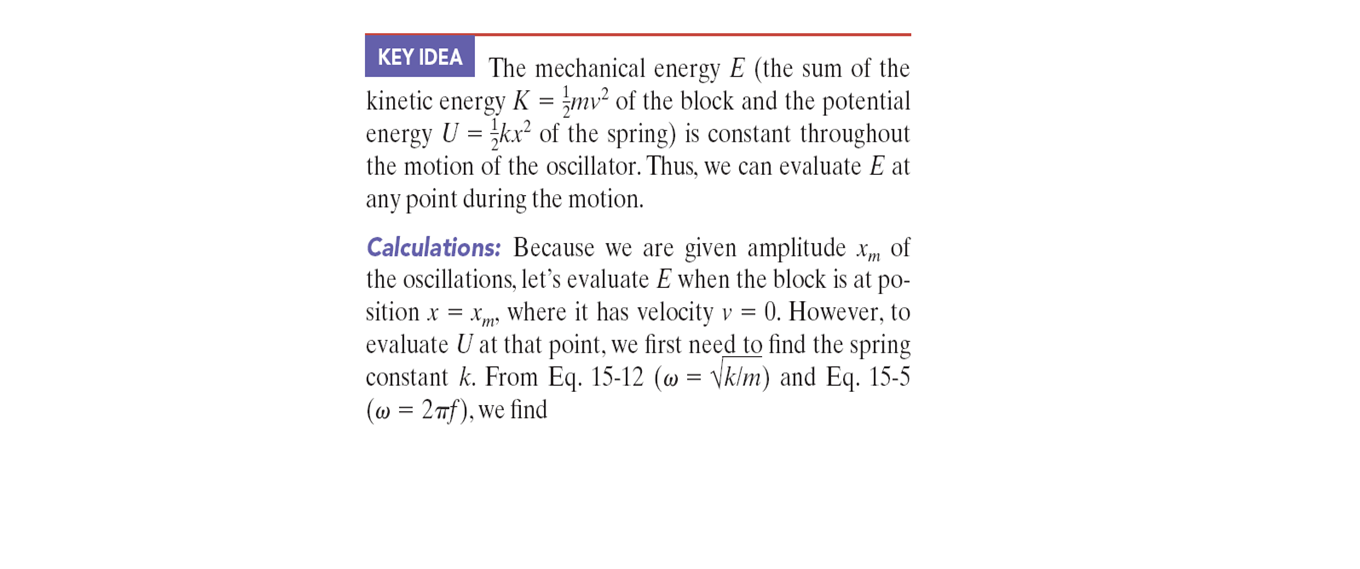 KEY IDEA The mechanical energy E (the sum of the
kinetic energy K = ½mv² of the block and the potential
energy U = ½kx² of the spring) is constant throughout
the motion of the oscillator. Thus, we can evaluate E at
any point during the motion.
Calculations: Because we are given amplitude xₘ of
the oscillations, let’s evaluate E when the block is at po-
sition x = xₘ, where it has velocity v = 0. However, to
evaluate U at that point, we first need to find the spring
constant k. From Eq. 15-12 (ω = √k/m) and Eq. 15-5
(ω = 2πf), we find